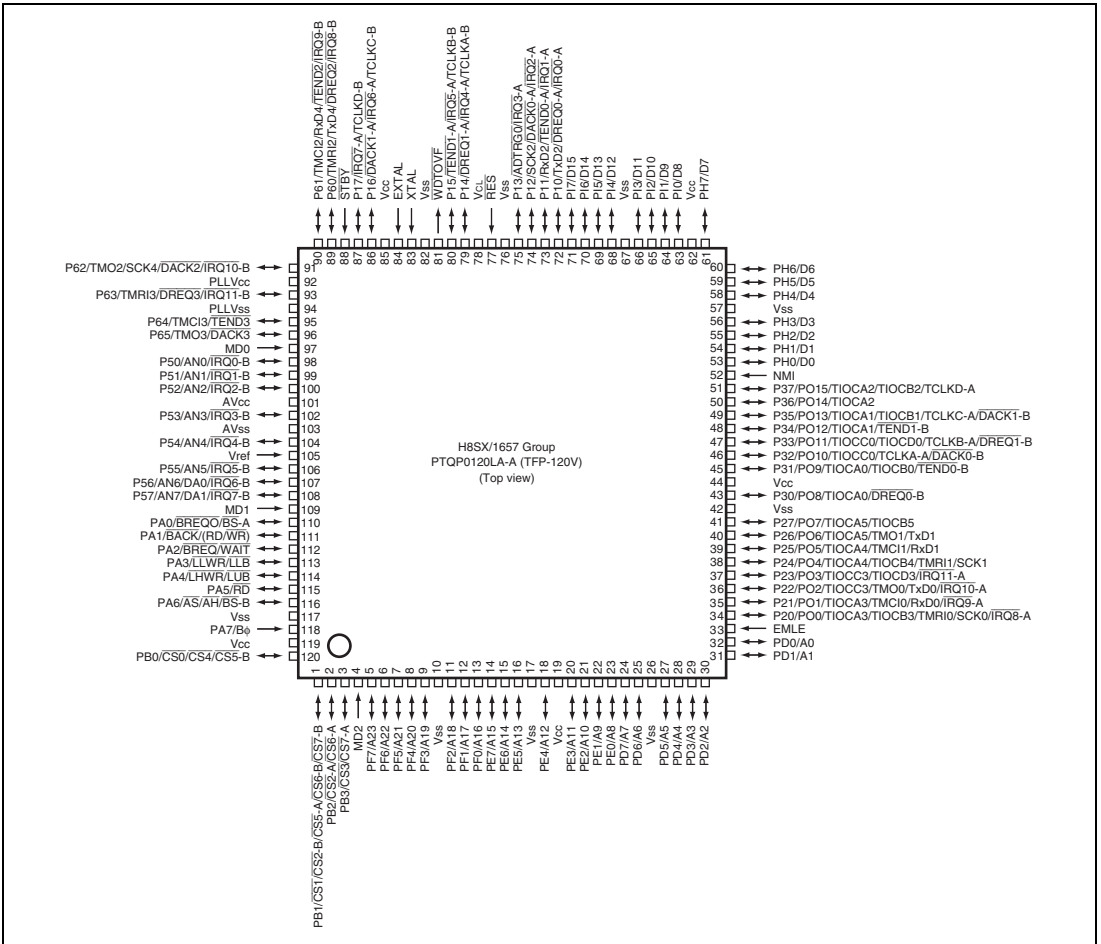 P61/TMCI2/RxD4/TEND2/IRQ9-B
P60/TMRI2/TxD4/DREQ2/IRQ8-B
STBY
P17/IRQ7-A/TCLKD-B
P16/DACK1-A/IRQ6-A/TCLKC-B
Vcc
EXTAL
XTAL
Vss
WDTOVF
P15/TEND1-A/IRQ5-A/TCLKB-B
P14/DREQ1-A/IRQ4-A/TCLKA-B
VCL
RES
Vss
P13/ADTRG0/IRQ3-A
P12/SCK2/DACK0-A/IRQ2-A
P11/RxD2/TEND0-A/IRQ1-A
P10/TxD2/DREQ0-A/IRQ0-A
PI7/D15
PI6/D14
PI5/D13
PI4/D12
Vss
PI3/D11
PI2/D10
PI1/D9
PI0/D8
Vcc
PH7/D7
90 89 88 87 86 85 84 83 82 81 80 79 78 77 76 75 74 73 72 71 70 69 68 67 66 65 64 63 62 61
P62/TMO2/SCK4/DACK2/IRQ10-B 91
PLLVcc 92
P63/TMRI3/DREQ3/IRQ11-B 93
PLLVss 94
P64/TMCI3/TEND3 95
P65/TMO3/DACK3 96
MD0 97
P50/AN0/IRQ0-B 98
P51/AN1/IRQ1-B 99
P52/AN2/IRQ2-B 100
AVcc 101
P53/AN3/IRQ3-B 102
AVss 103
P54/AN4/IRQ4-B 104
Vref 105
P55/AN5/IRQ5-B 106
P56/AN6/DA0/IRQ6-B 107
P57/AN7/DA1/IRQ7-B 108
MD1 109
PA0/BREQO/BS-A 110
PA1/BACK/(RD/WR) 111
PA2/BREQ/WAIT 112
PA3/LLWR/LLB 113
PA4/LHWR/LUB 114
PA5/RD 115
PA6/AS/AH/BS-B 116
Vss 117
PA7/Bφ 118
Vcc 119
PB0/CS0/CS4/CS5-B 120
H8SX/1657 Group
PTQP0120LA-A (TFP-120V)
(Top view)
60 PH6/D6
59 PH5/D5
58 PH4/D4
57 Vss
56 PH3/D3
55 PH2/D2
54 PH1/D1
53 PH0/D0
52 NMI
51 P37/PO15/TIOCA2/TIOCB2/TCLKD-A
50 P36/PO14/TIOCA2
49 P35/PO13/TIOCA1/TIOCB1/TCLKC-A/DACK1-B
48 P34/PO12/TIOCA1/TEND1-B
47 P33/PO11/TIOCC0/TIOCD0/TCLKB-A/DREQ1-B
46 P32/PO10/TIOCC0/TCLKA-A/DACK0-B
45 P31/PO9/TIOCA0/TIOCB0/TEND0-B
44 Vcc
43 P30/PO8/TIOCA0/DREQ0-B
42 Vss
41 P27/PO7/TIOCA5/TIOCB5
40 P26/PO6/TIOCA5/TMO1/TxD1
39 P25/PO5/TIOCA4/TMCI1/RxD1
38 P24/PO4/TIOCA4/TIOCB4/TMRI1/SCK1
37 P23/PO3/TIOCC3/TIOCD3/IRQ11-A
36 P22/PO2/TIOCC3/TMO0/TxD0/IRQ10-A
35 P21/PO1/TIOCA3/TMCI0/RxD0/IRQ9-A
34 P20/PO0/TIOCA3/TIOCB3/TMRI0/SCK0/IRQ8-A
33 EMLE
32 PD0/A0
31 PD1/A1
1 2 3 4 5 6 7 8 9 10 11 12 13 14 15 16 17 18 19 20 21 22 23 24 25 26 27 28 29 30
PB1/CS1/CS2-B/CS5-A/CS6-B/CS7-B
PB2/CS2-A/CS6-A
PB3/CS3/CS7-A
MD2
PF7/A23
PF6/A22
PF5/A21
PF4/A20
PF3/A19
Vss
PF2/A18
PF1/A17
PF0/A16
PE7/A15
PE6/A14
PE5/A13
Vss
PE4/A12
Vcc
PE3/A11
PE2/A10
PE1/A9
PE0/A8
PD7/A7
PD6/A6
Vss
PD5/A5
PD4/A4
PD3/A3
PD2/A2